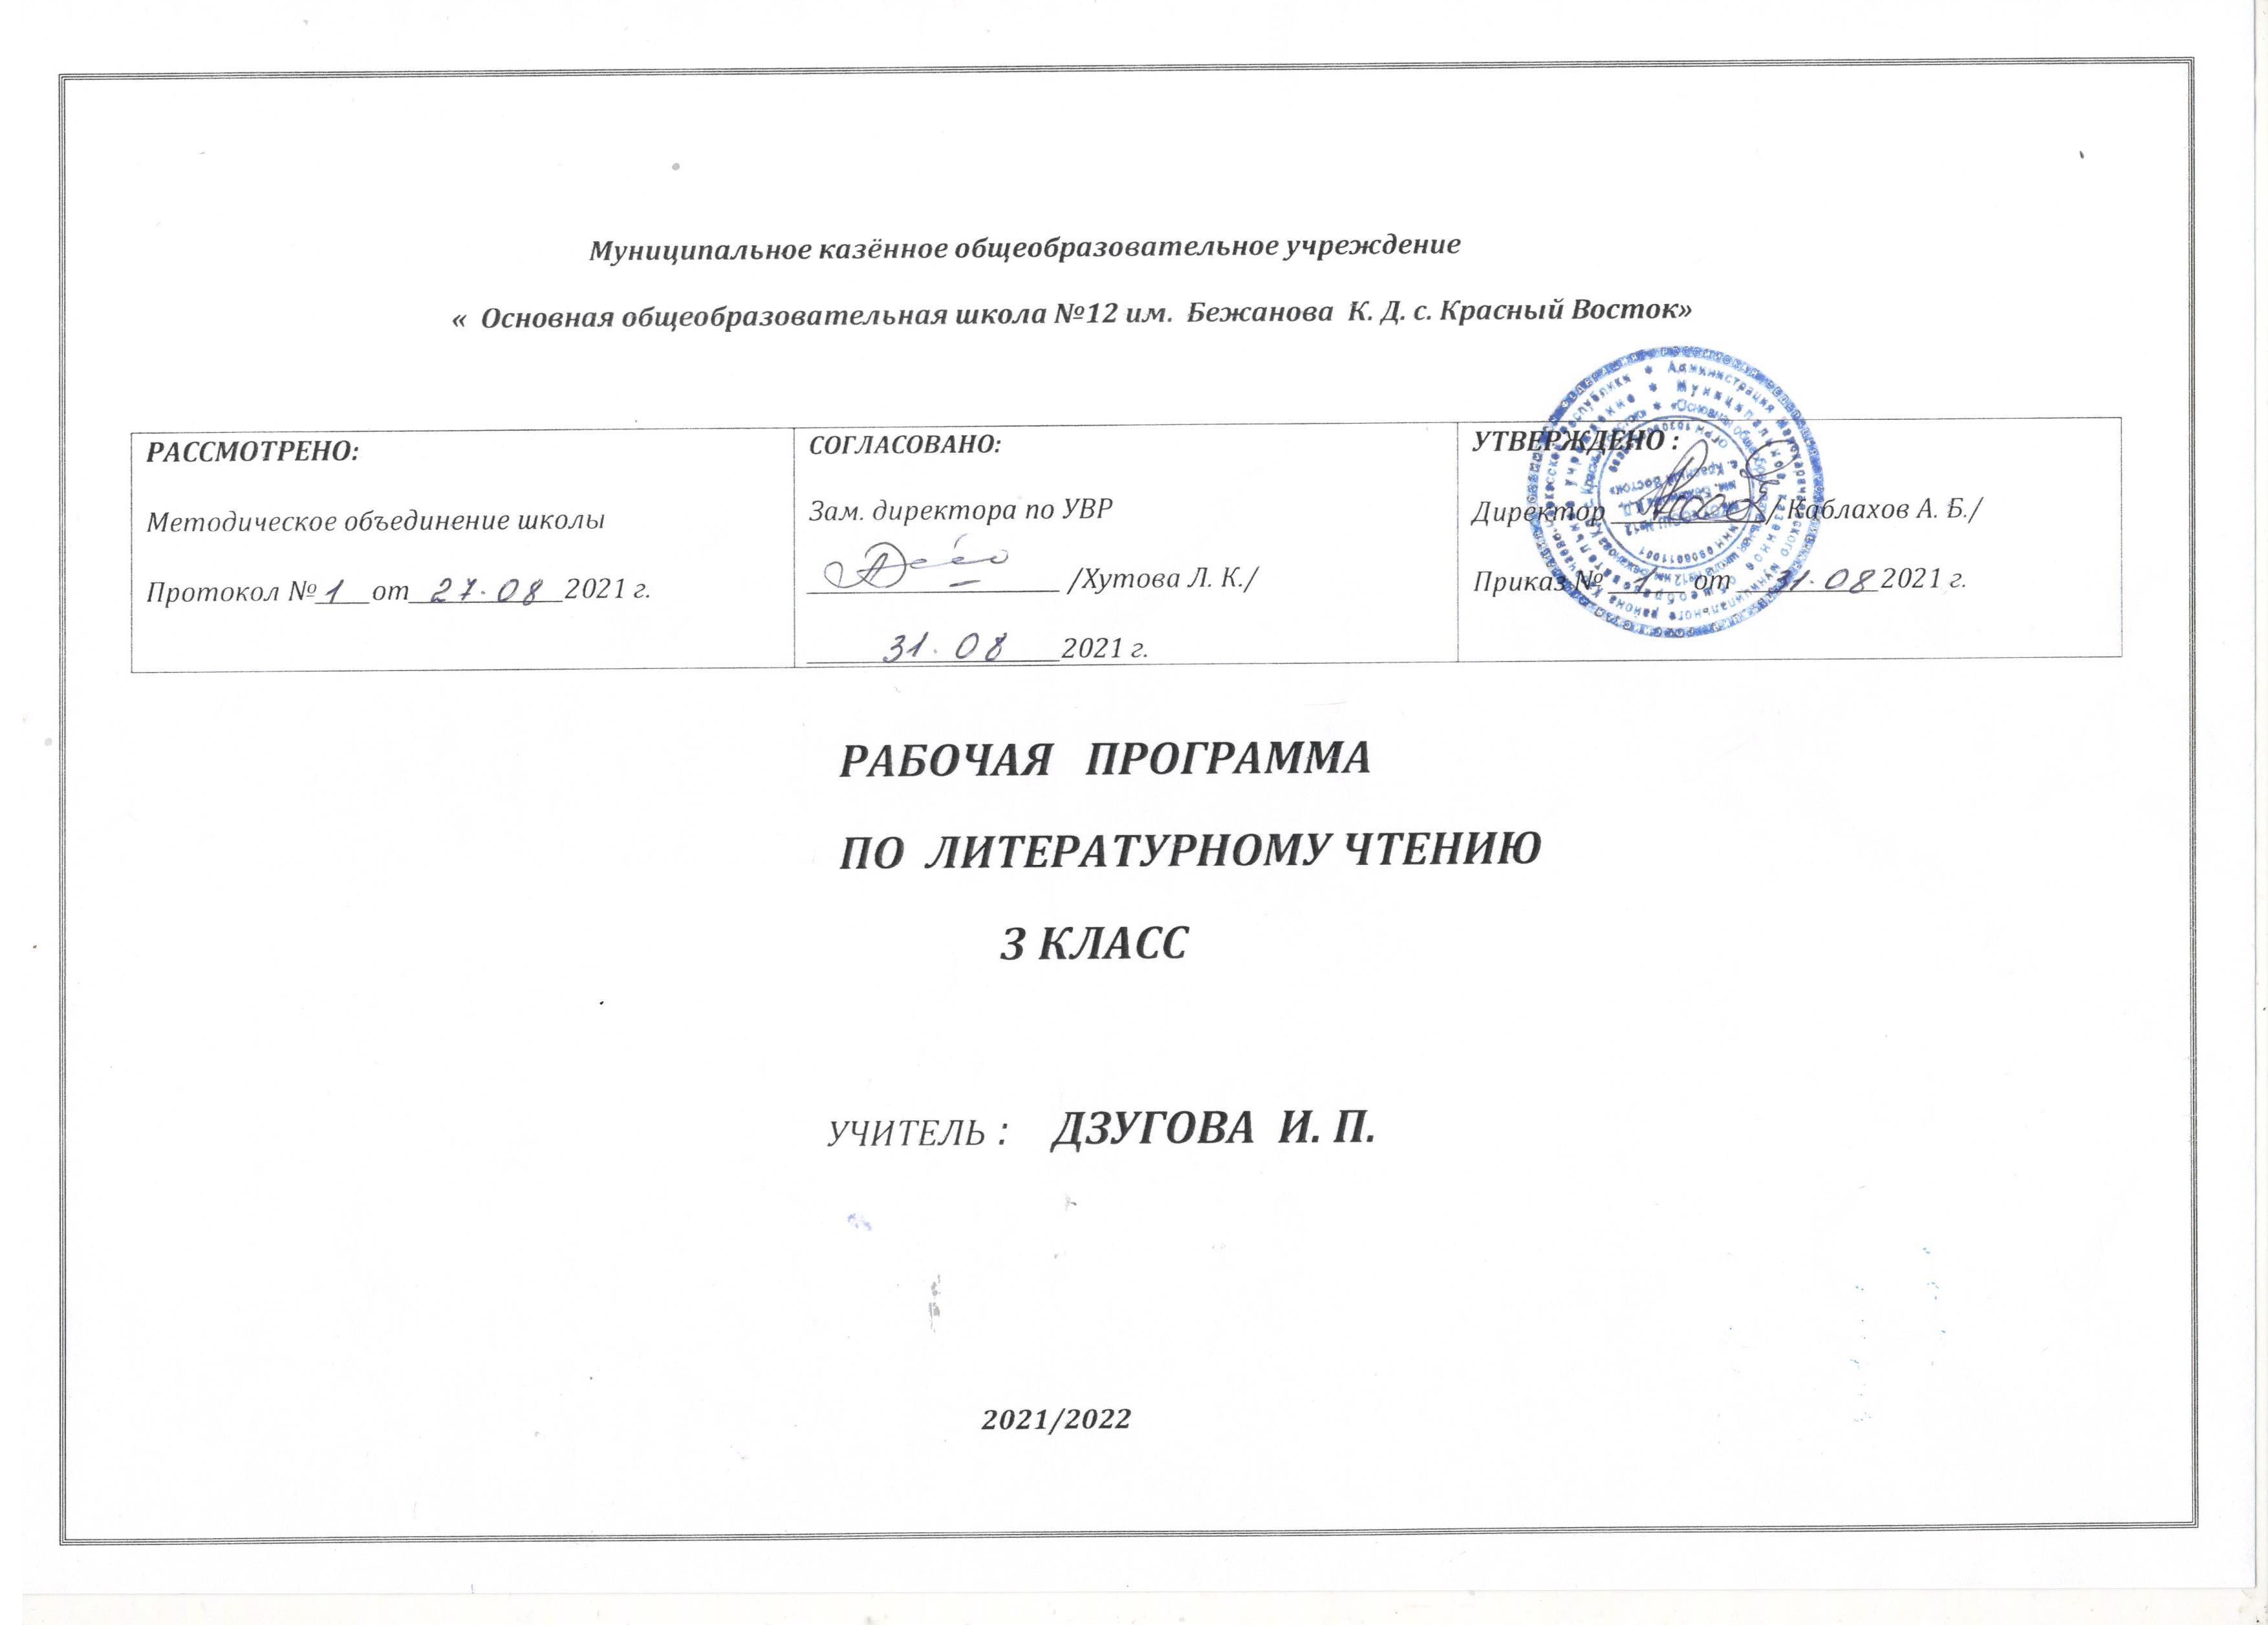 Муниципальное казённое общеобразовательное учреждение
« Основная общеобразовательная школа №12 им. Бежанова К. Д. с. Красный Восток»
РАССМОТРЕНО:
Методическое объединение школы
Протокол № 1 от 27.08 2021 г.
СОГЛАСОВАНО:
Зам. директора по УВР
/Хутова Л. К./
31.08 2021 г.
УТВЕРЖДЕНО :
Директор / Каблахов А. Б./
Приказ № 1 от 31.08 2021 г.
РАБОЧАЯ ПРОГРАММА
ПО ЛИТЕРАТУРНОМУ ЧТЕНИЮ
3 КЛАСС
УЧИТЕЛЬ : ДЗУГОВА И. П.
2021/2022